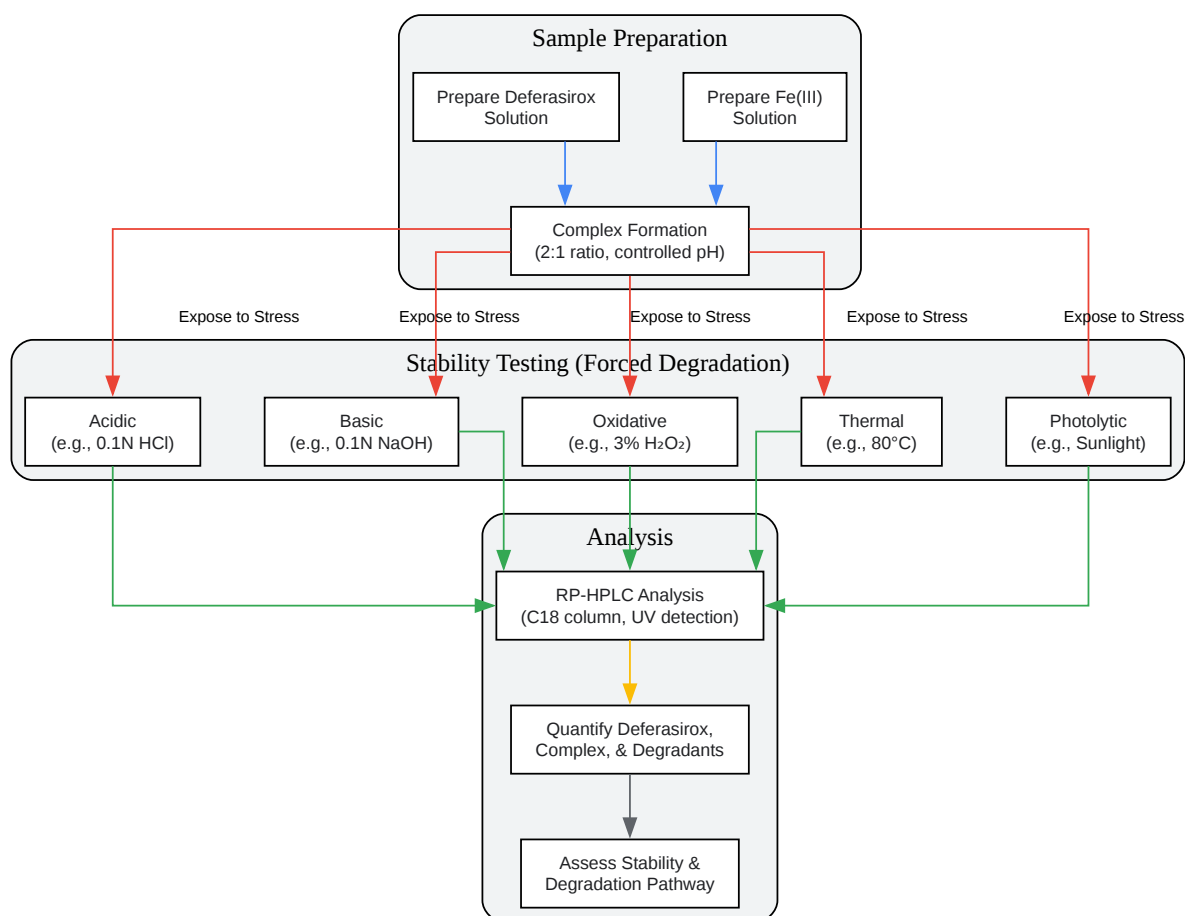 Sample Preparation
Prepare Deferasirox
Solution
Prepare Fe(III)
Solution
Complex Formation
(2:1 ratio, controlled pH)
Expose to Stress
Expose to Stress
Expose to Stress
Expose to Stress
Expose to Stress
Stability Testing (Forced Degradation)
Acidic
(e.g., 0.1N HCl)
Basic
(e.g., 0.1N NaOH)
Oxidative
(e.g., 3% H₂O₂)
Thermal
(e.g., 80°C)
Photolytic
(e.g., Sunlight)
Analysis
RP-HPLC Analysis
(C18 column, UV detection)
Quantify Deferasirox,
Complex, & Degradants
Assess Stability &
Degradation Pathway